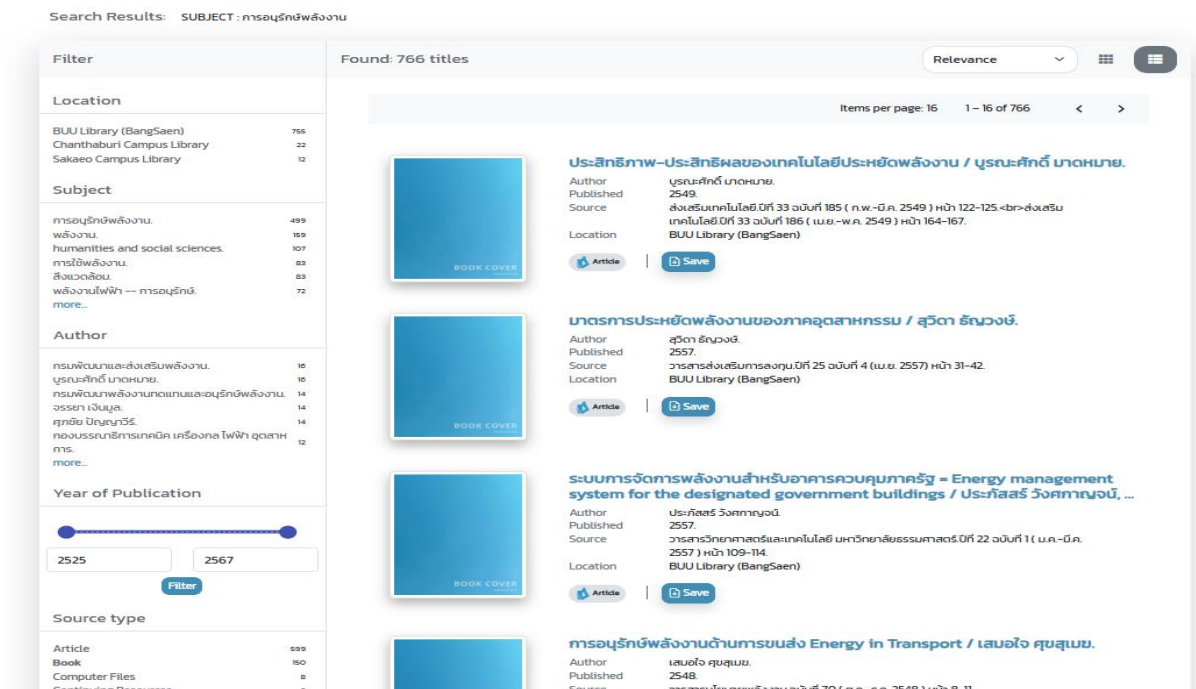 Search Results: SUBJECT : การอนุรักษ์พลังงาน
Filter
Found: 766 titles
Relevance
Location
Items per page: 16 1 – 16 of 766 < >
BUU Library (BangSaen) 755
Chanthaburi Campus Library 22
Sakaeo Campus Library 12
Subject
การอนุรักษ์พลังงาน. 499
พลังงาน. 159
humanities and social sciences. 107
การใช้พลังงาน. 83
สิ่งแวดล้อม. 83
พลังงานไฟฟ้า -- การอนุรักษ์. 72
more...
Author
กรมพัฒนาและส่งเสริมพลังงาน. 16
บูรณะศักดิ์ มาดหมาย. 16
กรมพัฒนาพลังงานทดแทนและอนุรักษ์พลังงาน. 14
จรรยา เงินมูล. 14
ศุภชัย ปัญญาวีร์. 14
กองบรรณาธิการเทคนิค เครื่องกล ไฟฟ้า อุตสาห
การ. 12
more...
Year of Publication
2525 2567
Filter
Source type
Article 599
Book 150
Computer Files 8
ประสิทธิภาพ-ประสิทธิผลของเทคโนโลยีประหยัดพลังงาน / บูรณะศักดิ์ มาดหมาย.
Author บูรณะศักดิ์ มาดหมาย.
Published 2549.
Source ส่งเสริมเทคโนโลยี.ปีที่ 33 ฉบับที่ 185 ( ก.พ.-มี.ค. 2549 ) หน้า 122-125.<br>ส่งเสริม
เทคโนโลยี.ปีที่ 33 ฉบับที่ 186 ( เม.ย.-พ.ค. 2549 ) หน้า 164-167.
Location BUU Library (BangSaen)
BOOK COVER
Article | Save
มาตรการประหยัดพลังงานของภาคอุตสาหกรรม / สุวิดา ธัญวงษ์.
Author สุวิดา ธัญวงษ์.
Published 2557.
Source วารสารส่งเสริมการลงทุน.ปีที่ 25 ฉบับที่ 4 (เม.ย. 2557) หน้า 31-42.
Location BUU Library (BangSaen)
BOOK COVER
Article | Save
ระบบการจัดการพลังงานสำหรับอาคารควบคุมภาครัฐ = Energy management
system for the designated government buildings / ประภัสสร์ วังศกาญจน์, ...
Author ประภัสสร์ วังศกาญจน์.
Published 2557.
Source วารสารวิทยาศาสตร์และเทคโนโลยี มหาวิทยาลัยธรรมศาสตร์.ปีที่ 22 ฉบับที่ 1 ( ม.ค.-มี.ค.
2557 ) หน้า 109-114.
Location BUU Library (BangSaen)
BOOK COVER
Article | Save
การอนุรักษ์พลังงานด้านการขนส่ง Energy in Transport / เสมอใจ ศุขสุเมฆ.
Author เสมอใจ ศุขสุเมฆ.
Published 2548.